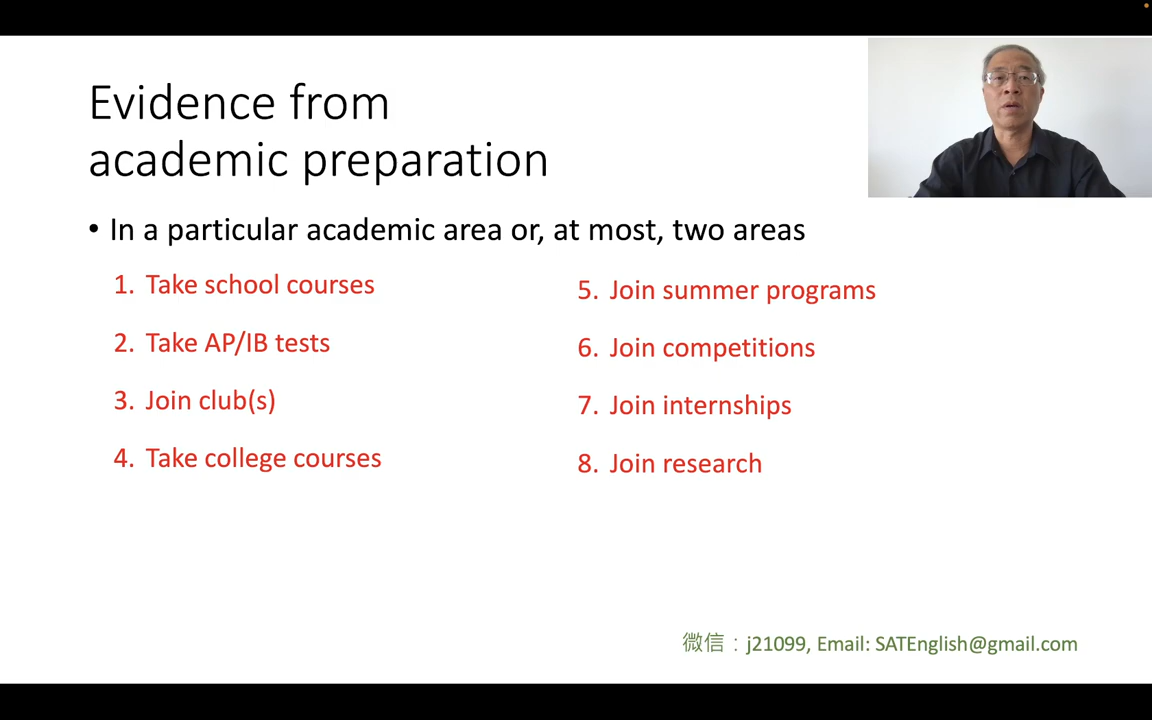 Evidence from
academic preparation
• In a particular academic area or, at most, two areas
1. Take school courses
2. Take AP/IB tests
3. Join club(s)
4. Take college courses
5. Join summer programs
6. Join competitions
7. Join internships
8. Join research
微信：j21099, Email: SATEnglish@gmail.com